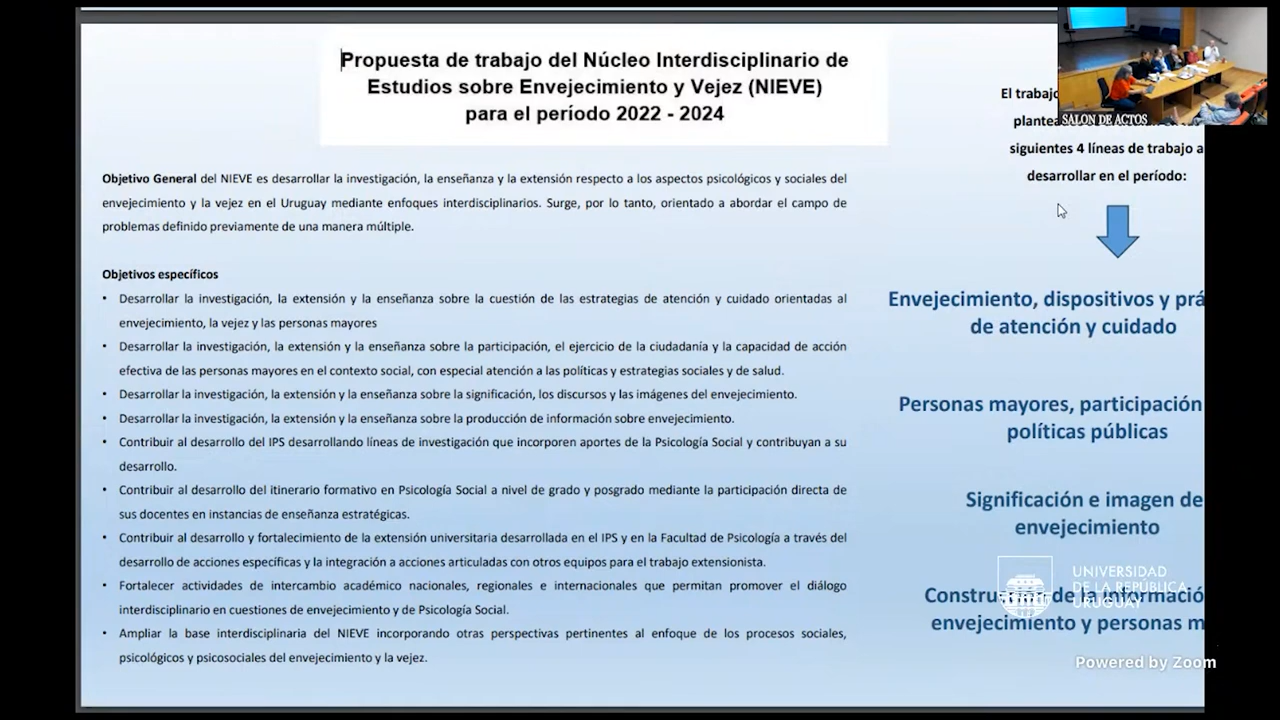 Propuesta de trabajo del Núcleo Interdisciplinario de
Estudios sobre Envejecimiento y Vejez (NIEVE)
para el período 2022 - 2024
Objetivo General del NIEVE es desarrollar la investigación, la enseñanza y la extensión respecto a los aspectos psicológicos y sociales del
envejecimiento y la vejez en el Uruguay mediante enfoques interdisciplinarios. Surge, por lo tanto, orientado a abordar el campo de
problemas definido previamente de una manera múltiple.
Objetivos específicos
• Desarrollar la investigación, la extensión y la enseñanza sobre la cuestión de las estrategias de atención y cuidado orientadas al
envejecimiento, la vejez y las personas mayores
• Desarrollar la investigación, la extensión y la enseñanza sobre la participación, el ejercicio de la ciudadanía y la capacidad de acción
efectiva de las personas mayores en el contexto social, con especial atención a las políticas y estrategias sociales y de salud.
• Desarrollar la investigación, la extensión y la enseñanza sobre la significación, los discursos y las imágenes del envejecimiento.
• Desarrollar la investigación, la extensión y la enseñanza sobre la producción de información sobre envejecimiento.
• Contribuir al desarrollo del IPS desarrollando líneas de investigación que incorporen aportes de la Psicología Social y contribuyan a su
desarrollo.
• Contribuir al desarrollo del itinerario formativo en Psicología Social a nivel de grado y posgrado mediante la participación directa de
sus docentes en instancias de enseñanza estratégicas.
• Contribuir al desarrollo y fortalecimiento de la extensión universitaria desarrollada en el IPS y en la Facultad de Psicología a través del
desarrollo de acciones específicas y la integración a acciones articuladas con otros equipos para el trabajo extensionista.
• Fortalecer actividades de intercambio académico nacionales, regionales e internacionales que permitan promover el diálogo
interdisciplinario en cuestiones de envejecimiento y de Psicología Social.
• Ampliar la base interdisciplinaria del NIEVE incorporando otras perspectivas pertinentes al enfoque de los procesos sociales,
psicológicos y psicosociales del envejecimiento y la vejez.
El trabajo
siguientes 4 líneas de trabajo a
desarrollar en el período:
Envejecimiento, dispositivos y prá
de atención y cuidado
Personas mayores, participación
políticas públicas
Significación e imagen de
envejecimiento
de la informació
envejecimiento y personas m
SALON DE ACTOS
UNIVERSIDAD
DE LA REPÚBLICA
URUGUAY
Powered by Zoom